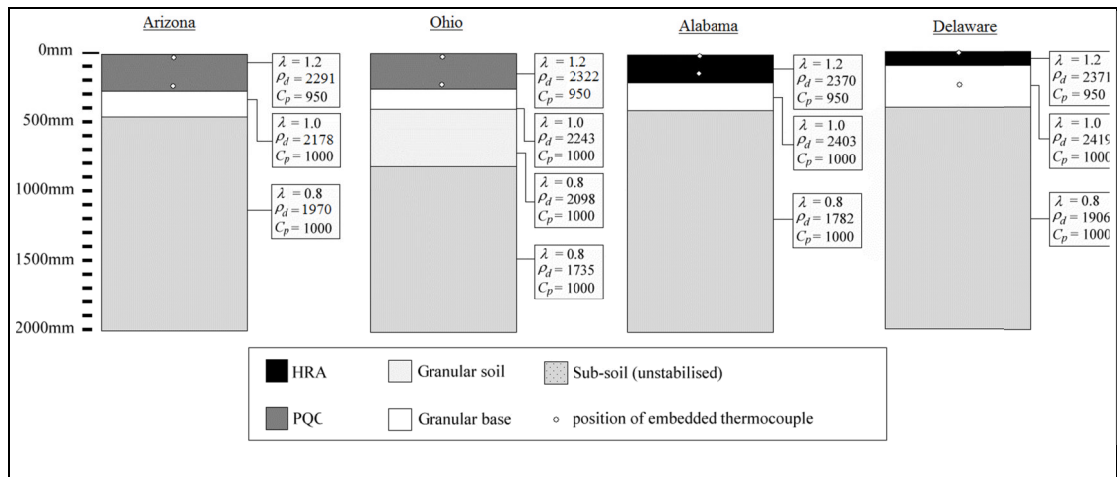 Arizona
Ohio
Alabama
Delaware
0mm
500mm
1000mm
1500mm
2000mm
λ = 1.2
ρd = 2291
Cp = 950
λ = 1.0
ρd = 2178
Cp = 1000
λ = 0.8
ρd = 1970
Cp = 1000
λ = 1.2
ρd = 2322
Cp = 950
λ = 1.0
ρd = 2243
Cp = 1000
λ = 0.8
ρd = 2098
Cp = 1000
λ = 0.8
ρd = 1735
Cp = 1000
λ = 1.2
ρd = 2370
Cp = 950
λ = 1.0
ρd = 2403
Cp = 1000
λ = 0.8
ρd = 1782
Cp = 1000
λ = 1.2
ρd = 2371
Cp = 950
λ = 1.0
ρd = 2419
Cp = 1000
λ = 0.8
ρd = 1906
Cp = 1000
HRA
Granular soil
Sub-soil (unstabilised)
PQC
Granular base
position of embedded thermocouple